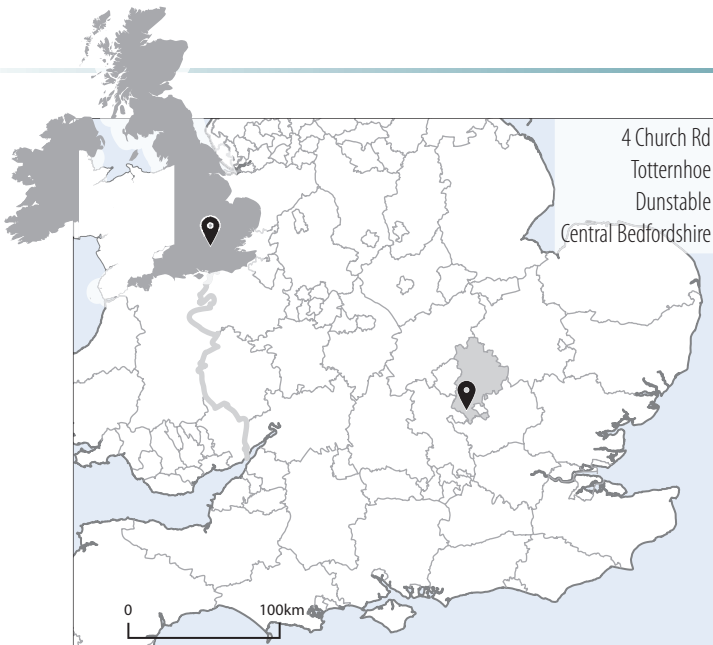 4 Church Rd
Totternhoe
Dunstable
Central Bedfordshire
0 100km